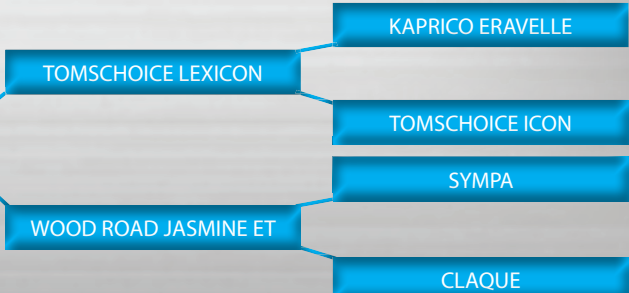 KAPRICO ERAVELLE
TOMSCHOICE LEXICON
TOMSCHOICE ICON
SYMPA
WOOD ROAD JASMINE ET
CLAQUE